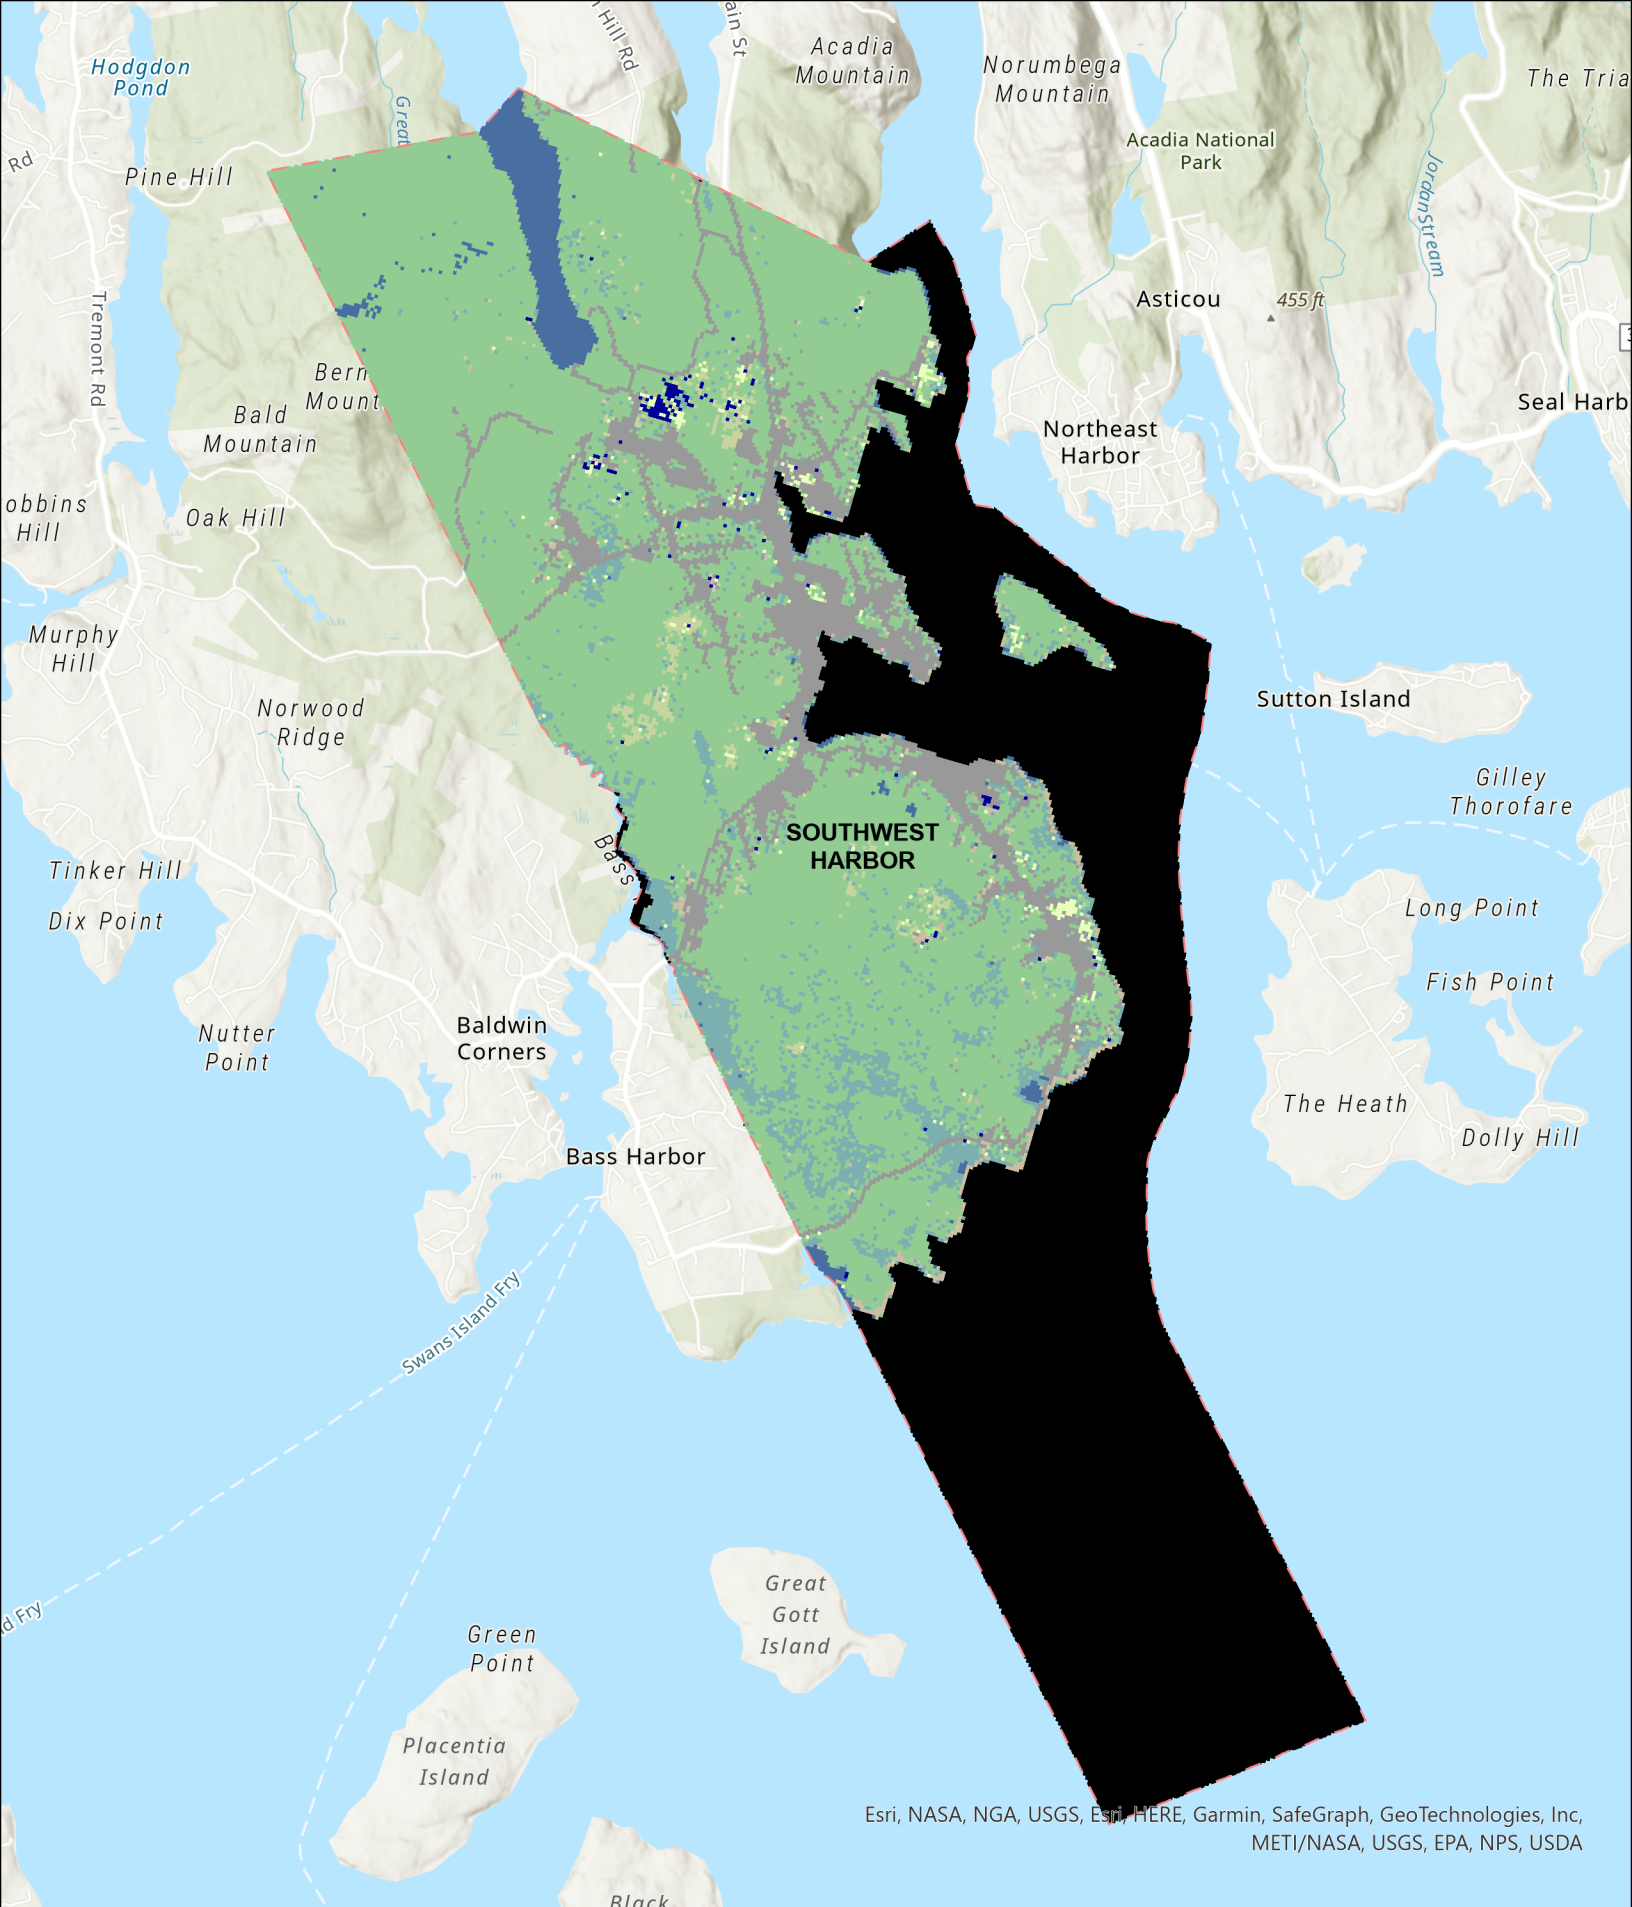 Hill Rd
ain St
Acadia
Mountain
Norumbega
Mountain
The Tria
Hodgdon
Pond
Great
Acadia National
Park
Jordan Stream
Rd
Pine Hill
Asticou
455 ft
Tremont Rd
3
Bern
Mount
Bald
Mountain
Seal Harb
Northeast
Harbor
obbins
Hill
Oak Hill
Murphy
Hill
Norwood
Ridge
Sutton Island
Gilley
Thorofare
SOUTHWEST
HARBOR
Bass
Tinker Hill
Dix Point
Long Point
Fish Point
Nutter
Point
Baldwin
Corners
The Heath
Dolly Hill
Bass Harbor
Swans Island Fry
Great
Gott
Island
d Fry
Green
Point
Placentia
Island
Esri, NASA, NGA, USGS, Esri, HERE, Garmin, SafeGraph, GeoTechnologies, Inc,
METI/NASA, USGS, EPA, NPS, USDA
Black